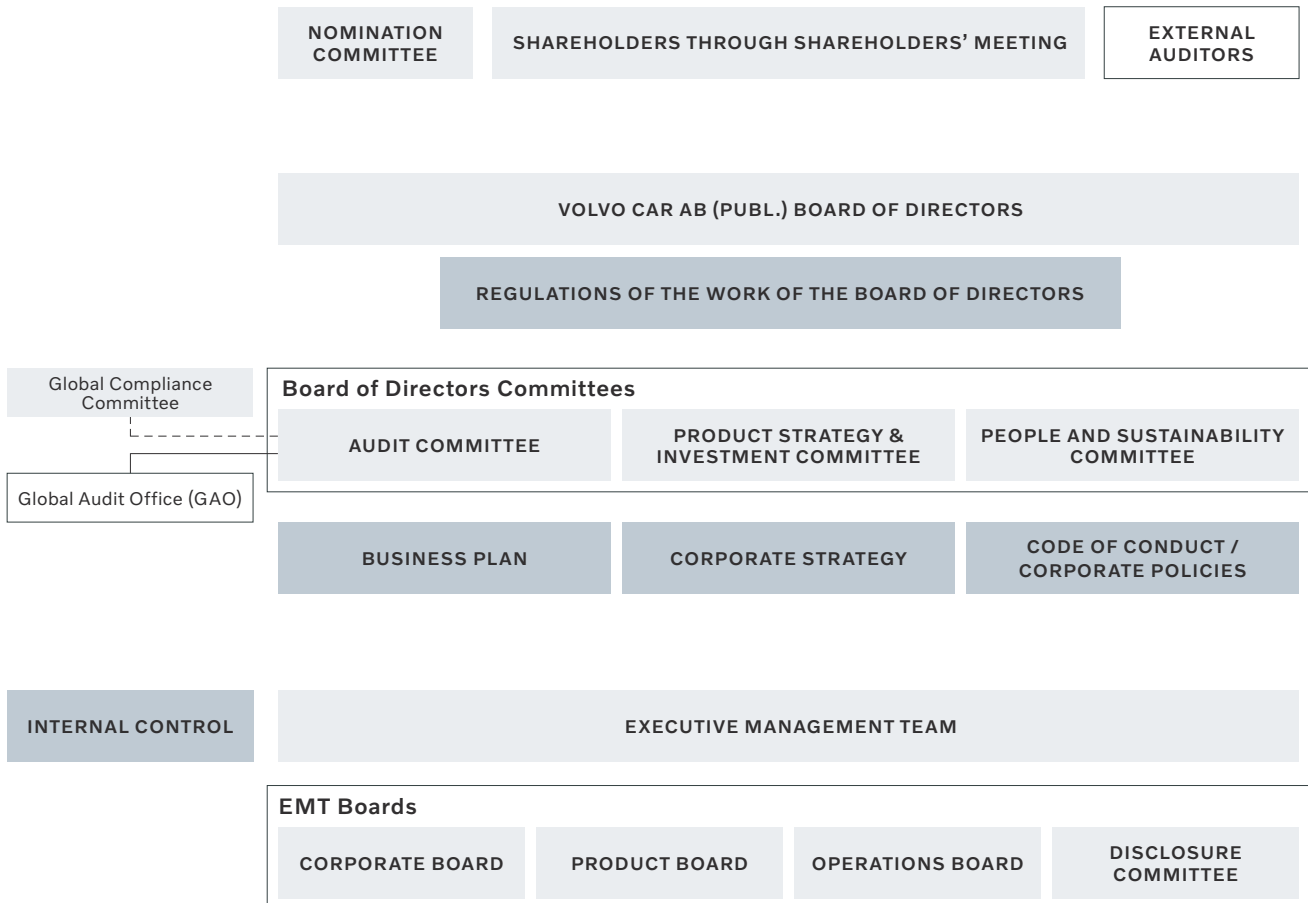 NOMINATION
COMMITTEE
SHAREHOLDERS THROUGH SHAREHOLDERS’ MEETING
EXTERNAL
AUDITORS
VOLVO CAR AB (PUBL.) BOARD OF DIRECTORS
REGULATIONS OF THE WORK OF THE BOARD OF DIRECTORS
Global Compliance
Committee
Global Audit Office (GAO)
Board of Directors Committees
AUDIT COMMITTEE
PRODUCT STRATEGY &
INVESTMENT COMMITTEE
PEOPLE AND SUSTAINABILITY
COMMITTEE
BUSINESS PLAN
CORPORATE STRATEGY
CODE OF CONDUCT /
CORPORATE POLICIES
INTERNAL CONTROL
EXECUTIVE MANAGEMENT TEAM
EMT Boards
CORPORATE BOARD
PRODUCT BOARD
OPERATIONS BOARD
DISCLOSURE
COMMITTEE